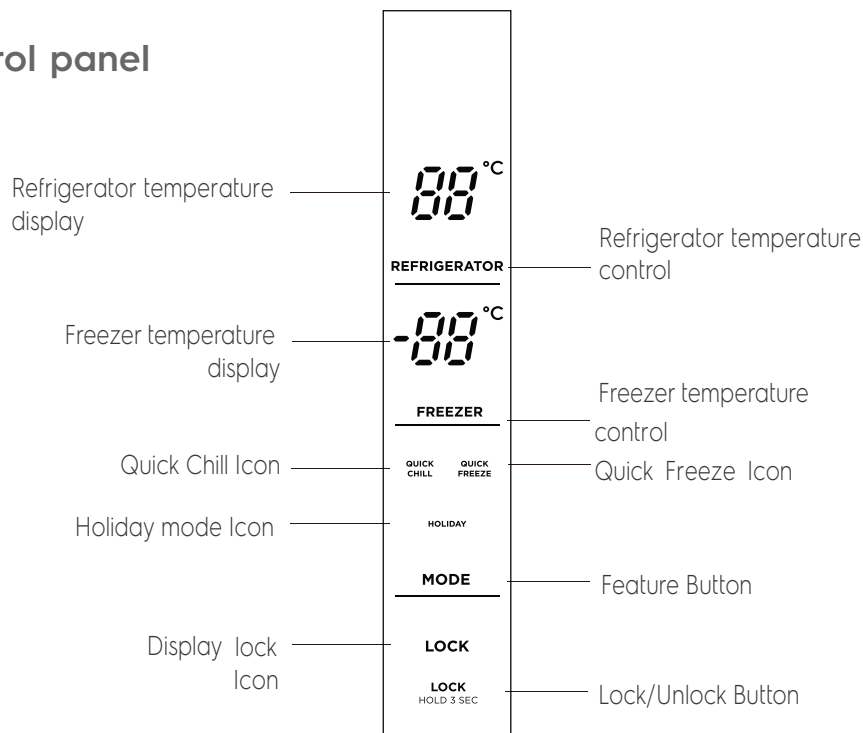 rol panel
88 °C
Refrigerator temperature
display
Refrigerator temperature
control
REFRIGERATOR
-88 °C
Freezer temperature
display
Freezer temperature
control
FREEZER
Quick Chill Icon
QUICK
CHILL
QUICK
FREEZE
Quick Freeze Icon
Holiday mode Icon
HOLIDAY
MODE
Feature Button
Display lock
Icon
LOCK
LOCK
HOLD 3 SEC
Lock/Unlock Button